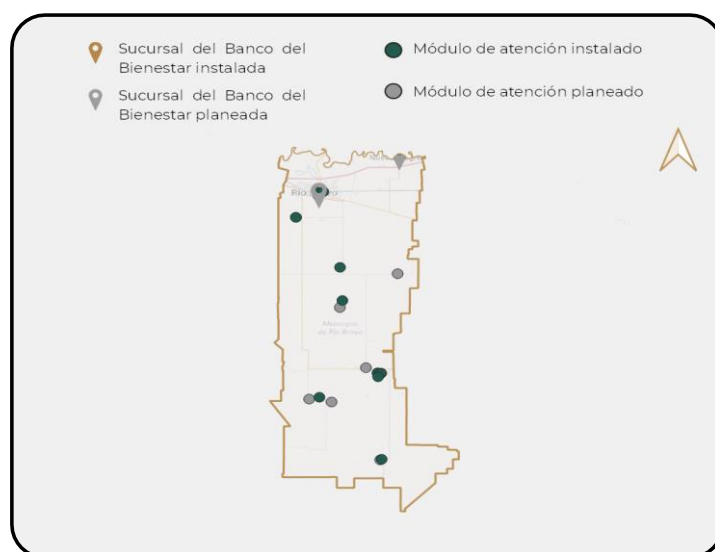 Sucursal del Banco del
Bienestar instalada
Sucursal del Banco del
Bienestar planeada
Módulo de atención instalado
Módulo de atención planeado
Municipio
de Río Bravo